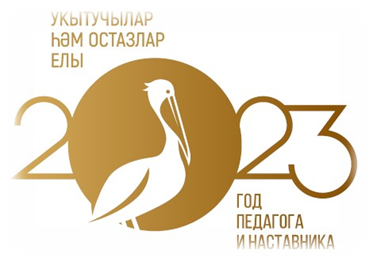 УКЫТУЧЫЛАР
ҺӘМ ОСТАЗЛАР
ЕЛЫ
2023
ГОД
ПЕДАГОГА
И НАСТАВНИКА